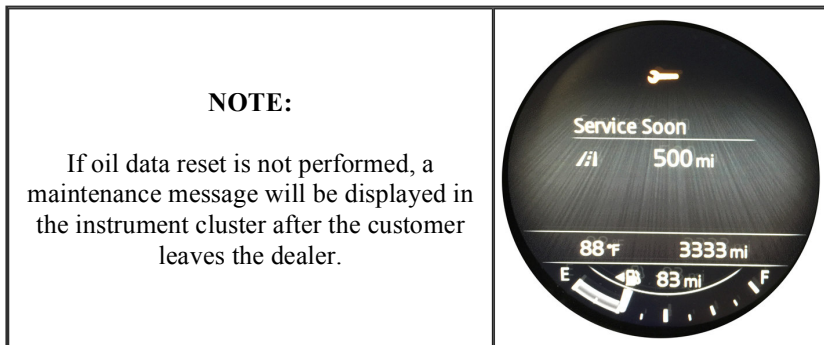 NOTE:
If oil data reset is not performed, a
maintenance message will be displayed in
the instrument cluster after the customer
leaves the dealer.
Service Soon
500 mi
88°F 3333 mi
E 83 mi F